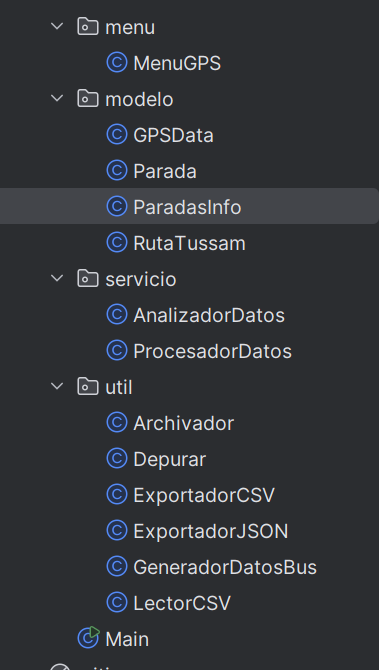 menu
MenuGPS
modelo
GPSData
Parada
ParadasInfo
RutaTussam
servicio
AnalizadorDatos
ProcesadorDatos
util
Archivador
Depurar
ExportadorCSV
ExportadorJSON
GeneradorDatosBus
LectorCSV
Main